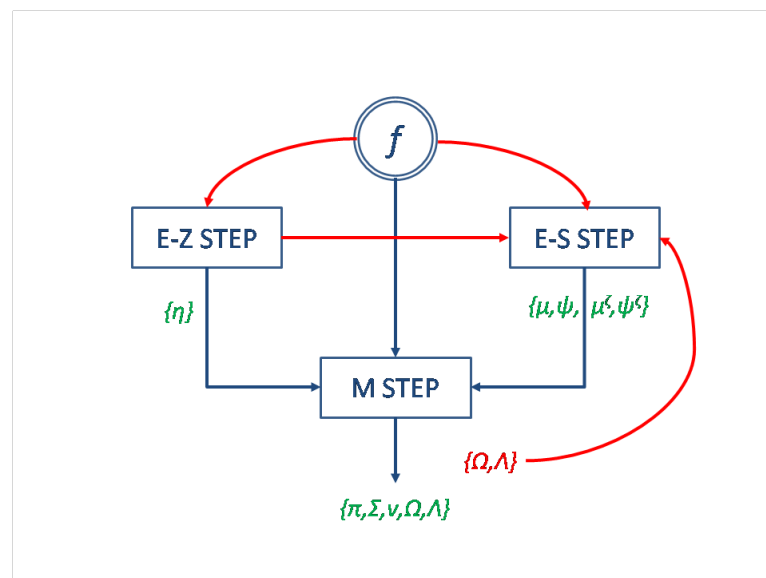 f
E-Z STEP
E-S STEP
{η}
{μ,ψ, μ^ζ,ψ^ζ}
M STEP
{Ω,Λ}
{π,Σ,ν,Ω,Λ}